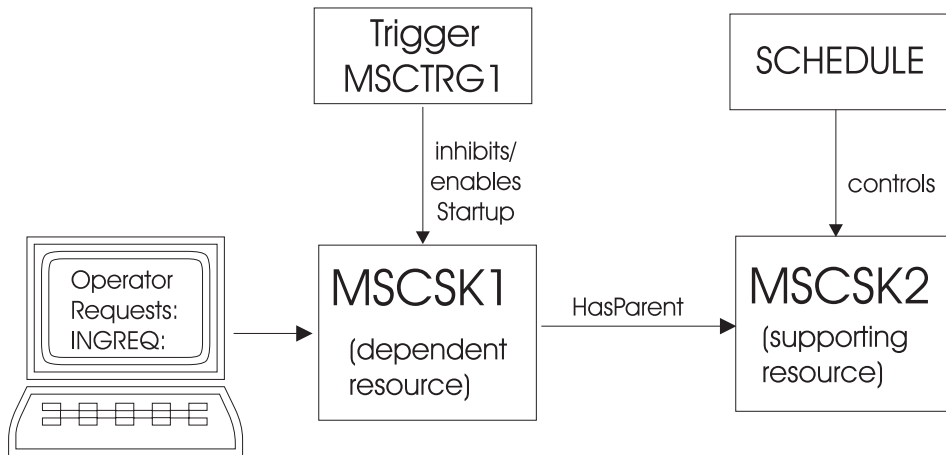 Trigger
MSCTRG1
SCHEDULE
inhibits/
enables
Startup
controls
Operator
Requests:
INGREQ:
MSCSK1
(dependent
resource)
HasParent
MSCSK2
(supporting
resource)